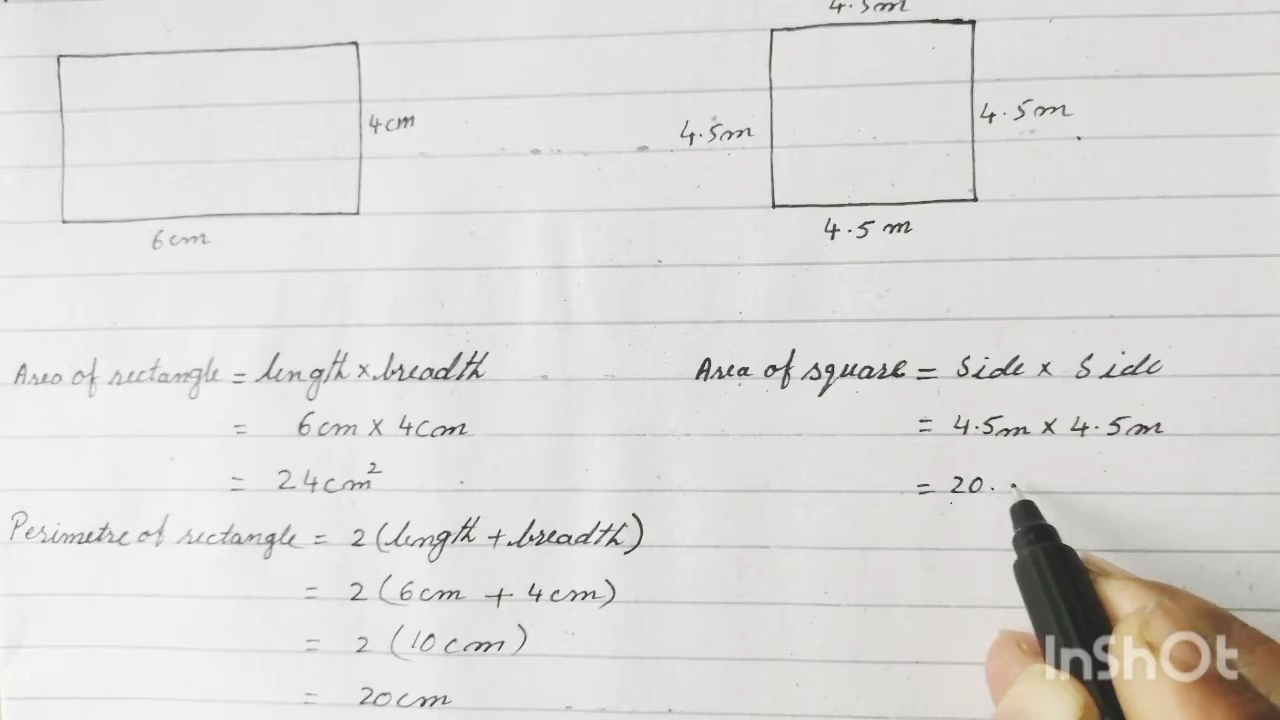 4.5m
4cm
4.5m
4.5m
6cm
4.5 m
Area of rectangle = length × breadth
= 6cm × 4cm
= 24cm²
Perimetre of rectangle = 2 (length + breadth)
= 2 (6cm + 4cm)
= 2 (10cm)
= 20cm
Area of square = Side × Side
= 4.5m × 4.5m
= 20.
InShOt